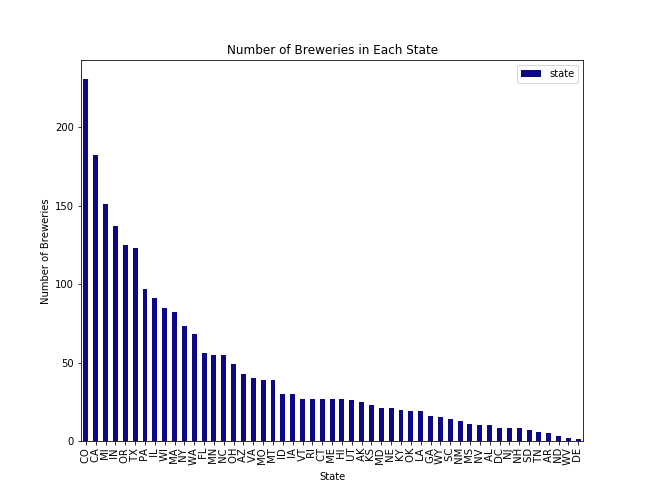 Number of Breweries in Each State
state
Number of Breweries
200
150
100
50
0
CO CA MI IN OR TX PA IL WI MA NY WA FL MN NC OH AZ VA MO MT ID IA VT RI CT ME HI UT AK KS MD NE KY OK LA GA WY SC NM MS NV AL DC NJ NH SD TN AR ND WV DE
State